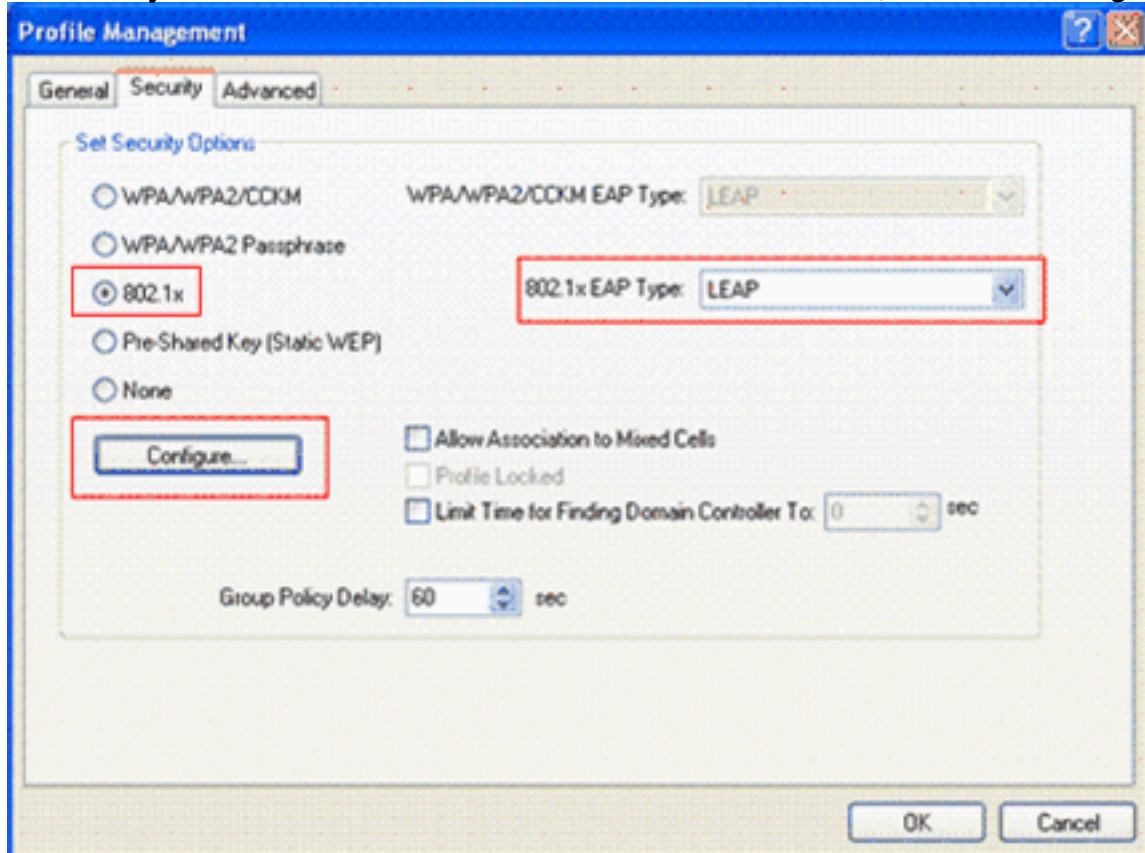 Profile Management
General Security Advanced
Set Security Options
WPA/WPA2/CCKM WPA/WPA2/CCKM EAP Type: LEAP
WPA/WPA2 Passphrase
802.1x 802.1x EAP Type: LEAP
Pre-Shared Key (Static WEP)
None
Configure... Allow Association to Mixed Cells
Profile Locked
Limit Time for Finding Domain Controller To: 0 sec
Group Policy Delay: 60 sec
OK Cancel